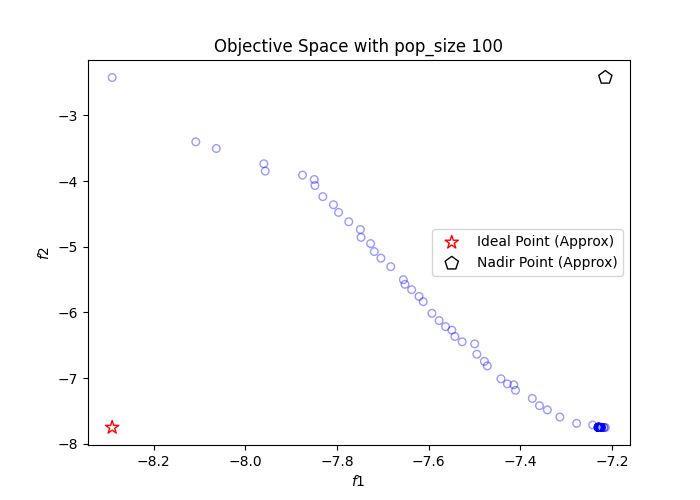 Objective Space with pop_size 100
−3
−4
−5
−6
−7
−8
f2
Ideal Point (Approx)
Nadir Point (Approx)
−8.2
−8.0
−7.8
−7.6
−7.4
−7.2
f1